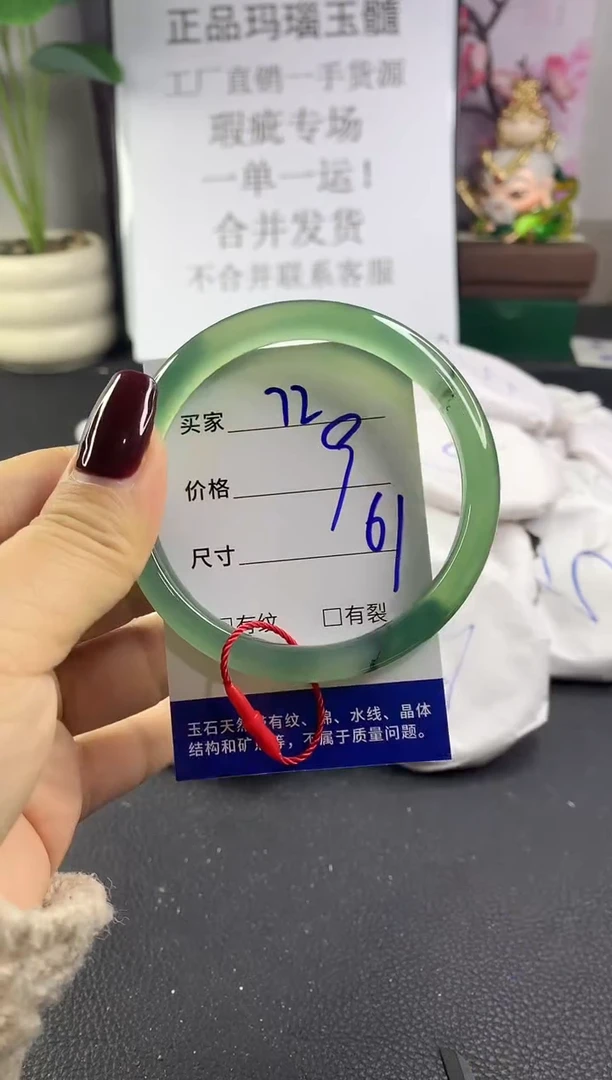 正品玛瑙玉髓
工厂直销一手货源
瑕疵专场
一单一运！
合并发货
不合并联系客服
买家 72
价格 9
尺寸 61
□有纹 □有裂
玉石天然 有纹、棉、水线、晶体
结构和矿 等，不属于质量问题。